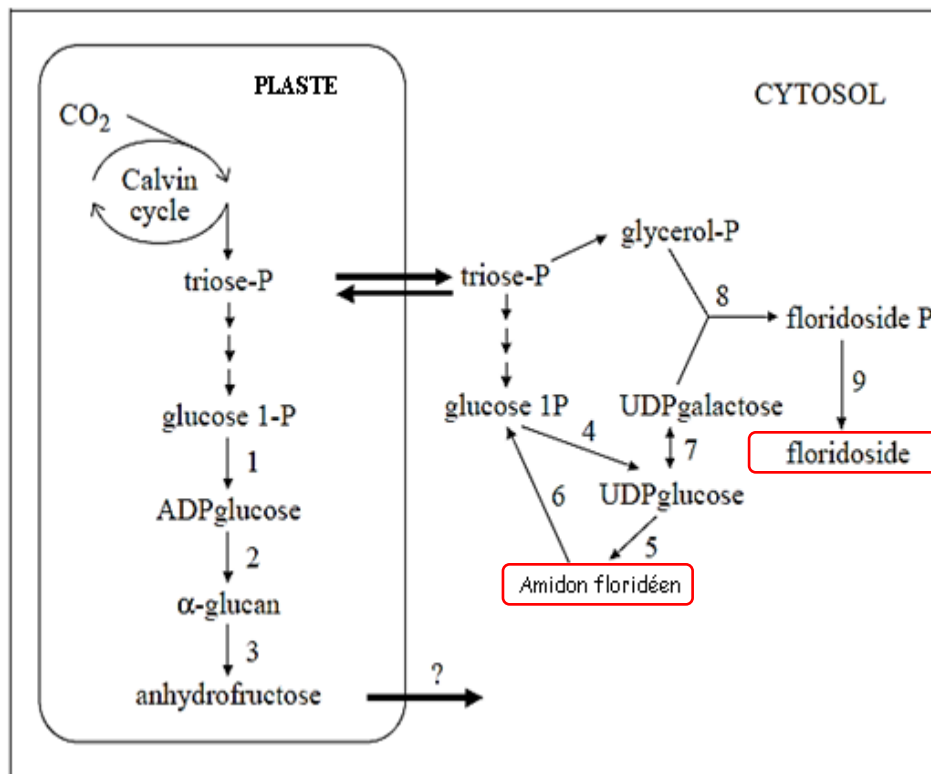 PLASTE
CYTOSOL
CO2
Calvin
cycle
glycerol-P
triose-P
triose-P
8
floridoside P
9
glucose 1-P
glucose 1P
4
UDPgalactose
7
floridoside
1
6
UDPglucose
ADPglucose
5
2
Amidon floridéen
α-glucan
3
?
anhydrofructose